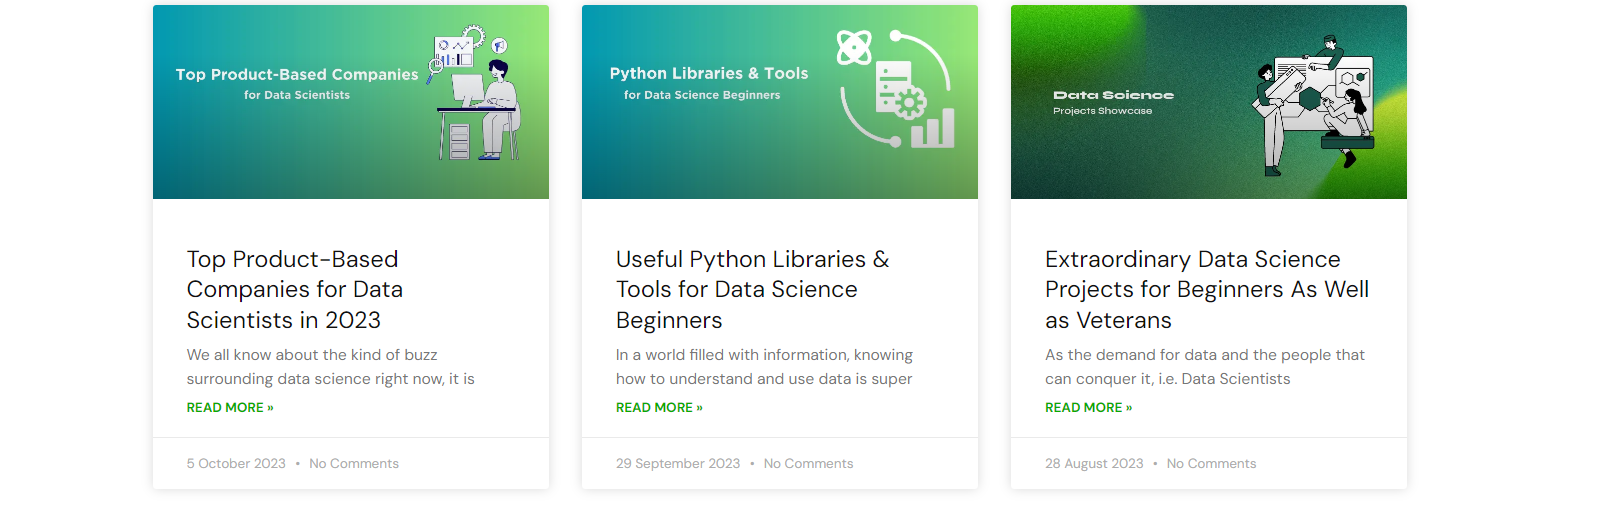 Top Product-Based Companies
for Data Scientists
Top Product-Based
Companies for Data
Scientists in 2023
We all know about the kind of buzz
surrounding data science right now, it is
READ MORE »
5 October 2023 • No Comments
Python Libraries & Tools
for Data Science Beginners
Useful Python Libraries &
Tools for Data Science
Beginners
In a world filled with information, knowing
how to understand and use data is super
READ MORE »
29 September 2023 • No Comments
Data Science
Projects Showcase
Extraordinary Data Science
Projects for Beginners As Well
as Veterans
As the demand for data and the people that
can conquer it, i.e. Data Scientists
READ MORE »
28 August 2023 • No Comments